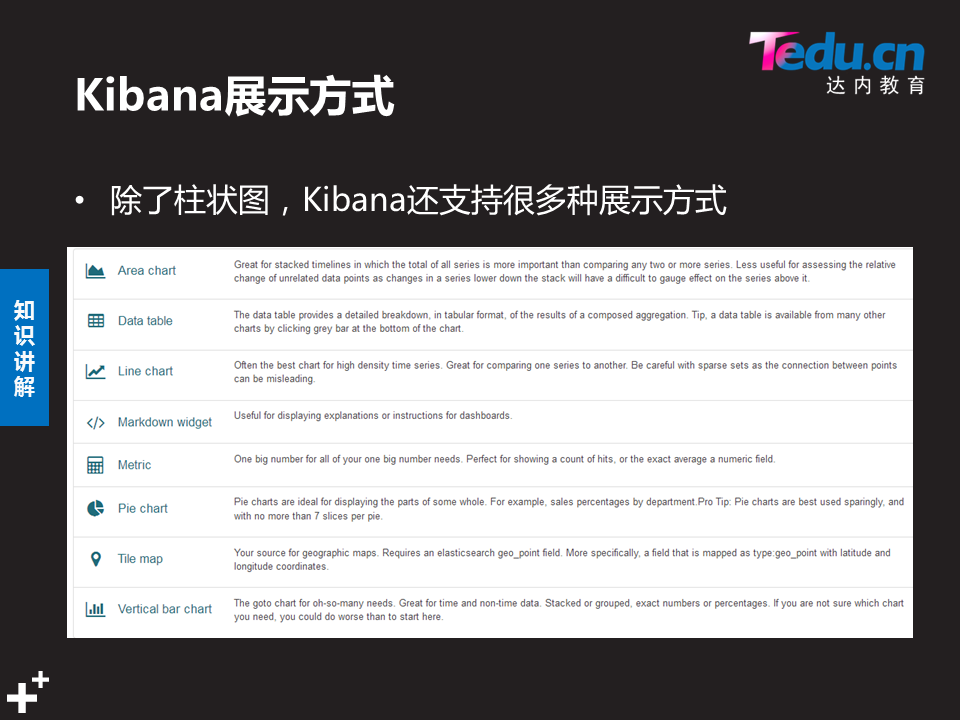 Tedu.cn
达内教育
Kibana展示方式
• 除了柱状图，Kibana还支持很多种展示方式
知识讲解
Area chart
Great for stacked timelines in which the total of all series is more important than comparing any two or more series. Less useful for assessing the relative
change of unrelated data points as changes in a series lower down the stack will have a difficult to gauge effect on the series above it.
Data table
The data table provides a detailed breakdown, in tabular format, of the results of a composed aggregation. Tip, a data table is available from many other
charts by clicking grey bar at the bottom of the chart.
Line chart
Often the best chart for high density time series. Great for comparing one series to another. Be careful with sparse sets as the connection between points
can be misleading.
Markdown widget
Useful for displaying explanations or instructions for dashboards.
Metric
One big number for all of your one big number needs. Perfect for showing a count of hits, or the exact average a numeric field.
Pie chart
Pie charts are ideal for displaying the parts of some whole. For example, sales percentages by department.Pro Tip: Pie charts are best used sparingly, and
with no more than 7 slices per pie.
Tile map
Your source for geographic maps. Requires an elasticsearch geo_point field. More specifically, a field that is mapped as type:geo_point with latitude and
longitude coordinates.
Vertical bar chart
The goto chart for oh-so-many needs. Great for time and non-time data. Stacked or grouped, exact numbers or percentages. If you are not sure which chart
you need, you could do worse than to start here.